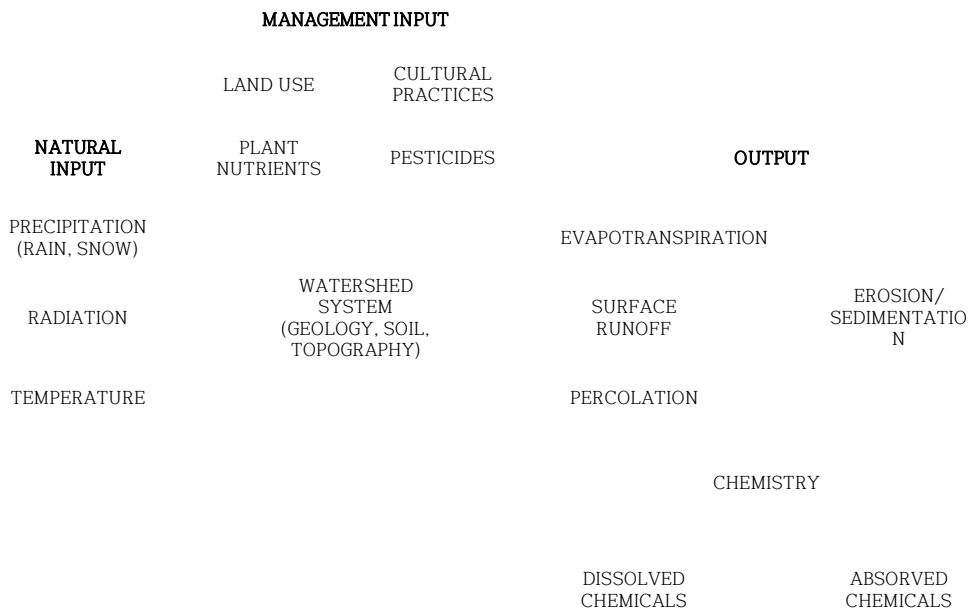 MANAGEMENT INPUT
LAND USE
CULTURAL
PRACTICES
NATURAL
INPUT
PLANT
NUTRIENTS
PESTICIDES
OUTPUT
PRECIPITATION
(RAIN, SNOW)
EVAPOTRANSPIRATION
RADIATION
WATERSHED
SYSTEM
(GEOLOGY, SOIL,
TOPOGRAPHY)
SURFACE
RUNOFF
EROSION/
SEDIMENTATIO
N
TEMPERATURE
PERCOLATION
CHEMISTRY
DISSOLVED
CHEMICALS
ABSORVED
CHEMICALS